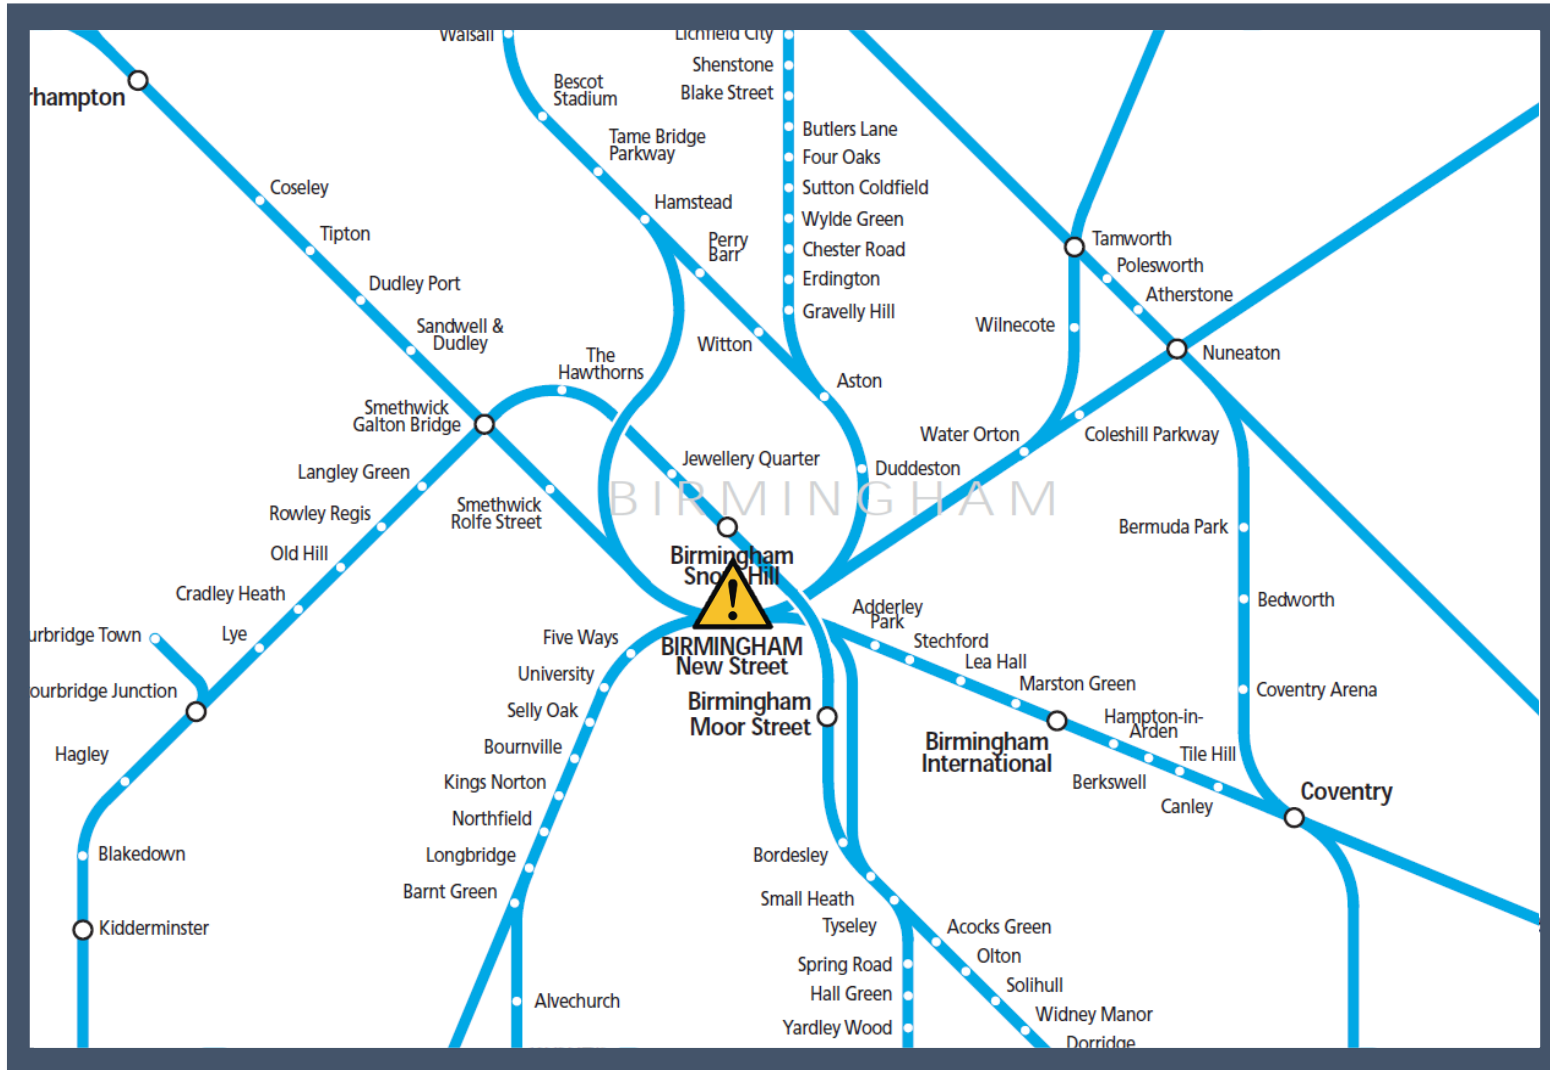 Walsall
Lichfield City
Shenstone
Blake Street
rhampton
Bescot
Stadium
Butlers Lane
Tame Bridge
Parkway
Four Oaks
Coseley
Sutton Coldfield
Hamstead
Wylde Green
Tipton
Perry
Barr
Chester Road
Tamworth
Polesworth
Dudley Port
Erdington
Atherstone
Gravelly Hill
Sandwell &
Dudley
Wilnecote
Witton
Nuneaton
The
Hawthorns
Aston
Smethwick
Galton Bridge
Water Orton
Coleshill Parkway
Jewellery Quarter
Duddeston
Langley Green
BIRMINGHAM
Smethwick
Rolfe Street
Rowley Regis
Bermuda Park
Old Hill
Birmingham
Snow Hill
Cradley Heath
Bedworth
Adderley
Park
urbridge Town
Lye
Five Ways
!
BIRMINGHAM
New Street
Stechford
Lea Hall
University
Marston Green
ourbridge Junction
Coventry Arena
Selly Oak
Birmingham
Moor Street
Hampton-in-
Arden
Bournville
Birmingham
International
Tile Hill
Hagley
Kings Norton
Berkswell
Coventry
Canley
Northfield
Blakedown
Longbridge
Bordesley
Barnt Green
Small Heath
Kidderminster
Tyseley
Acocks Green
Olton
Spring Road
Solihull
Hall Green
Alvechurch
Widney Manor
Yardley Wood
Dorridge